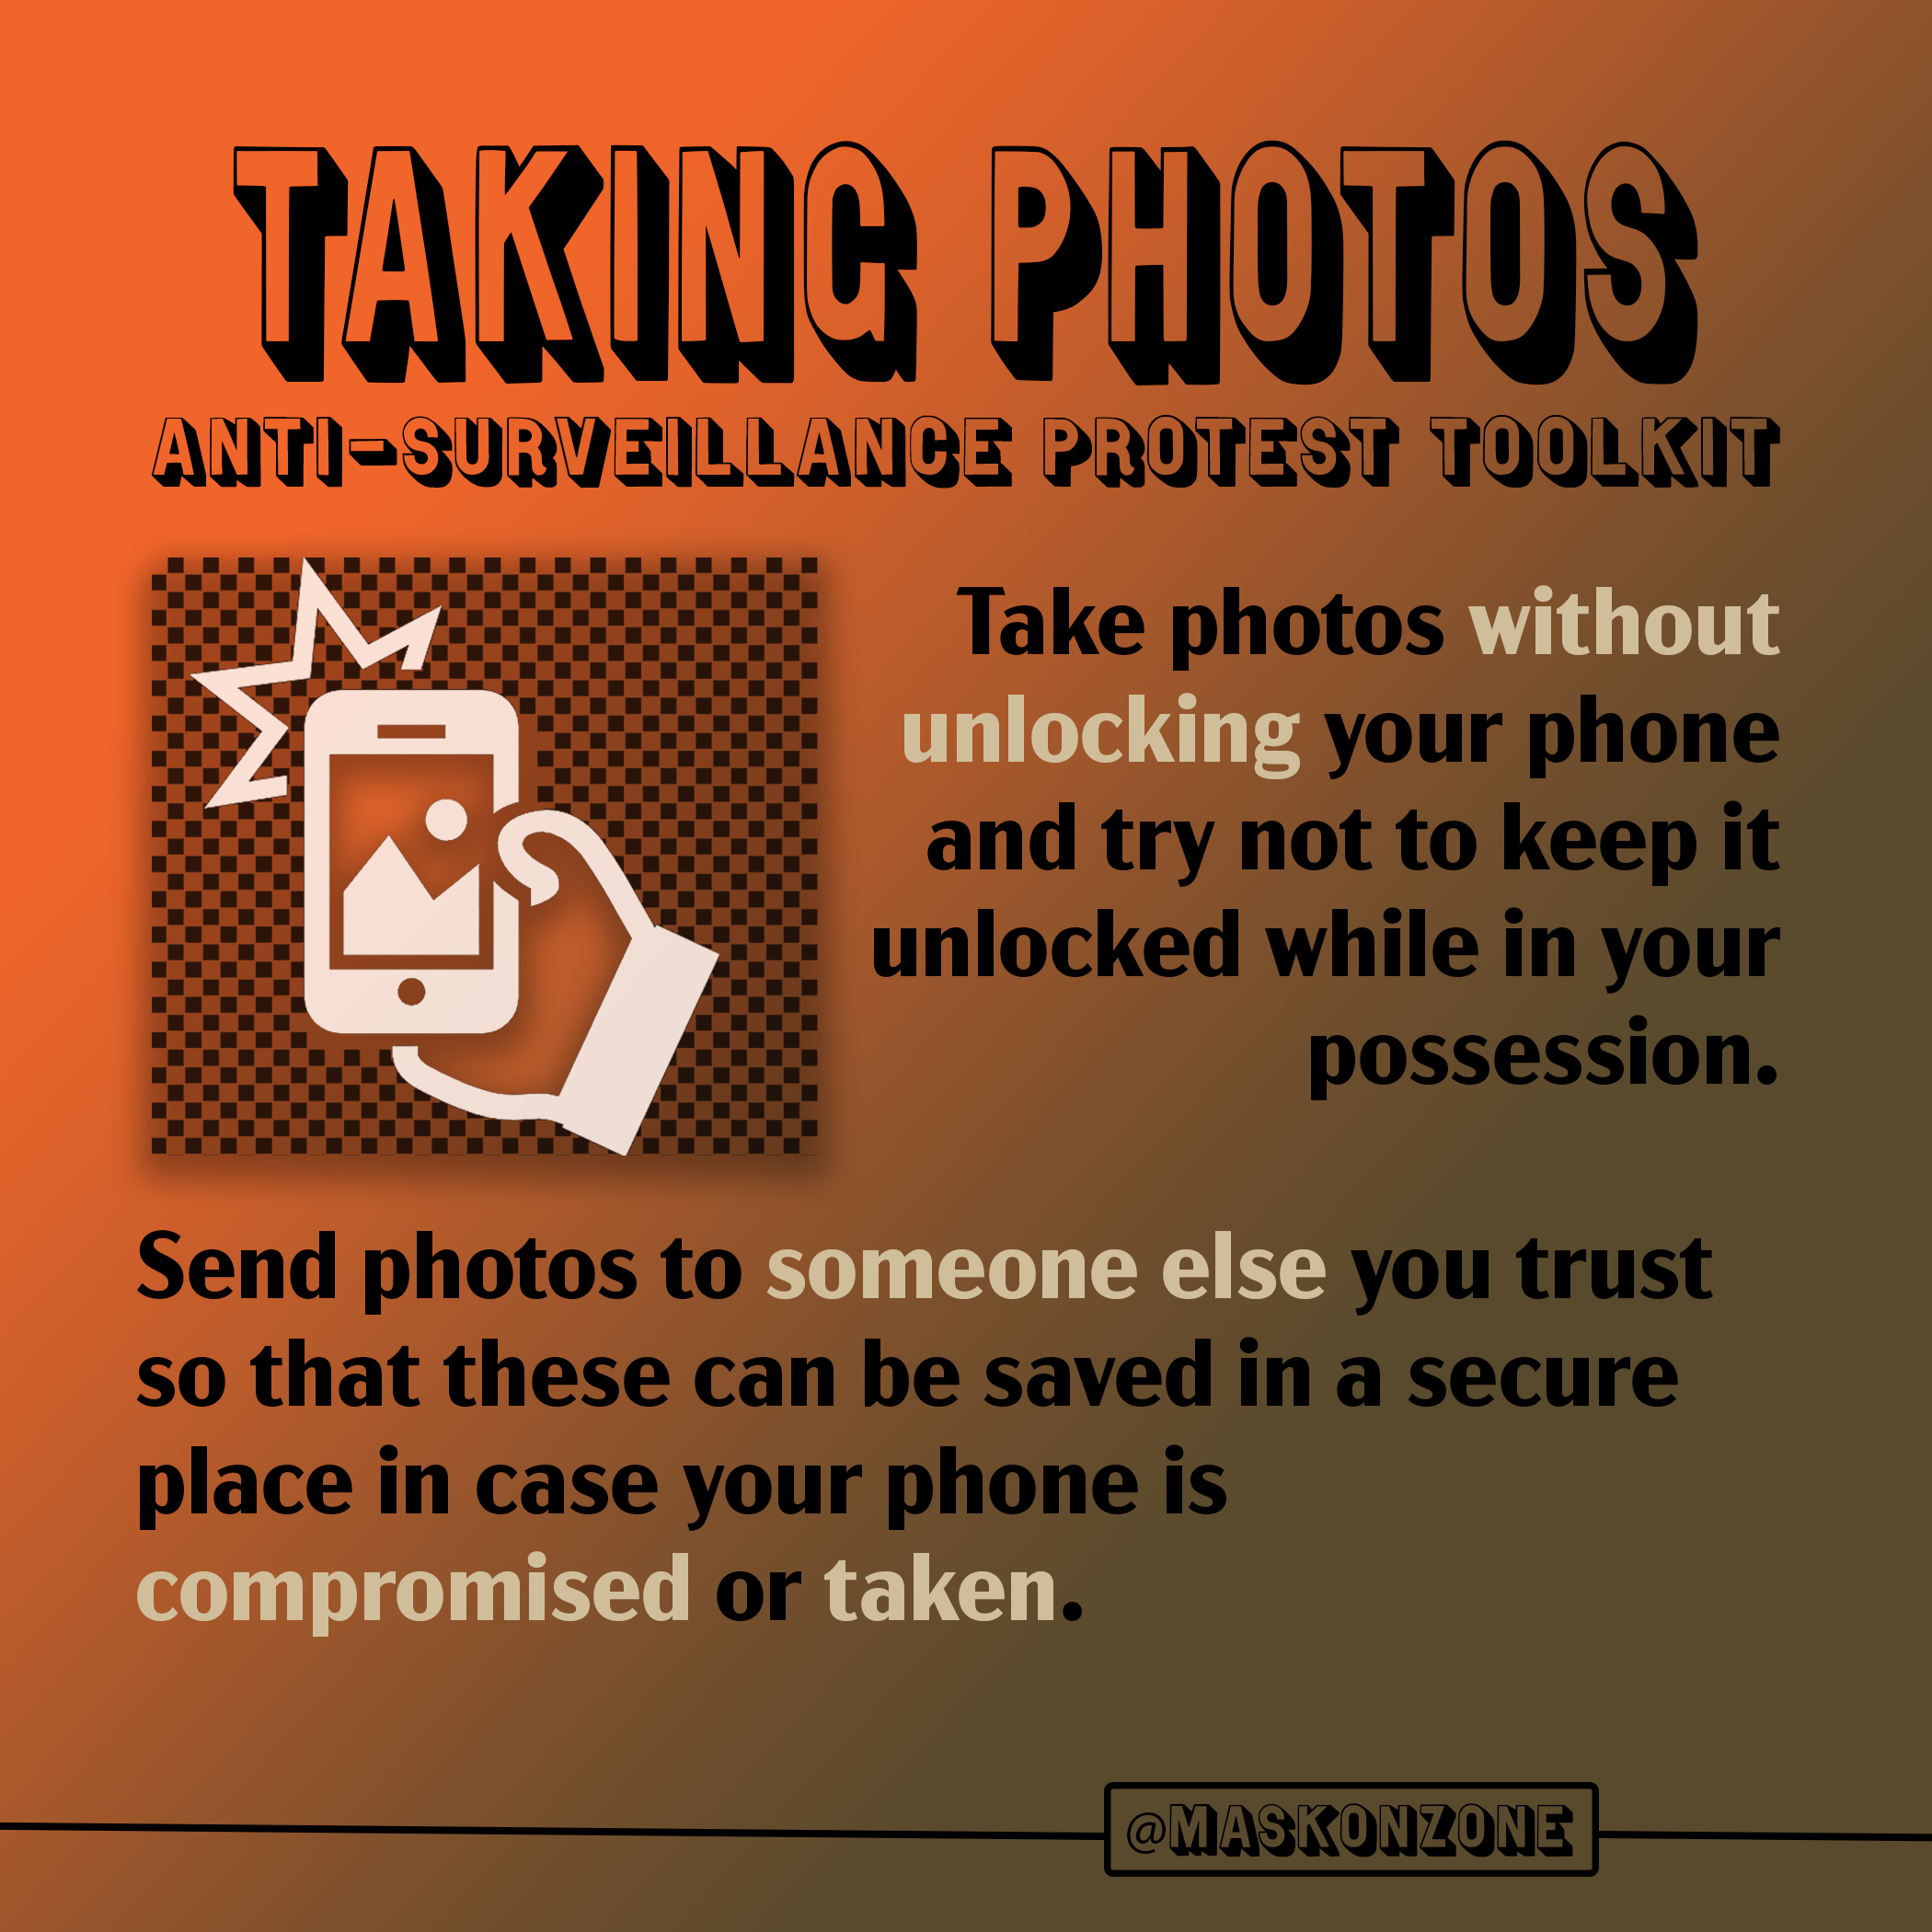 TAKING PHOTOS
ANTI-SURVEILLANCE PROTEST TOOLKIT
Take photos without
unlocking your phone
and try not to keep it
unlocked while in your
possession.
Send photos to someone else you trust
so that these can be saved in a secure
place in case your phone is
compromised or taken.
@MASKONZONE